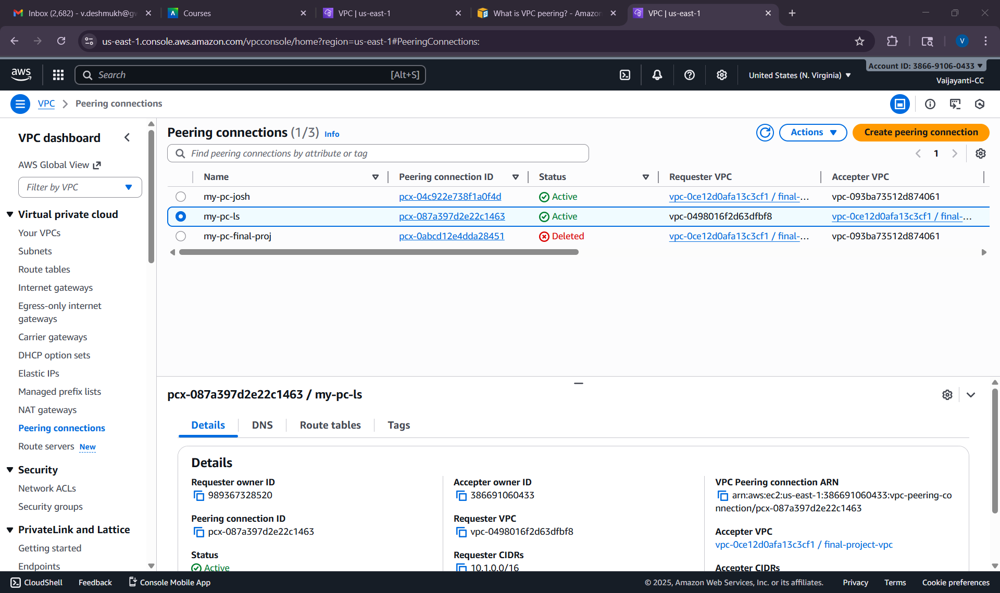 Inbox (2,682) - v.deshmukh@gw
Courses
VPC | us-east-1
What is VPC peering? - Amazon
VPC | us-east-1
us-east-1.console.aws.amazon.com/vpcconsole/home?region=us-east-1#PeeringConnections:
V
aws
Search
[Alt+S]
United States (N. Virginia)
Account ID: 3866-9106-0433
Vaijayanti-CC
VPC
Peering connections
VPC dashboard
AWS Global View
Filter by VPC
Virtual private cloud
Your VPCs
Subnets
Route tables
Internet gateways
Egress-only internet
gateways
Carrier gateways
DHCP option sets
Elastic IPs
Managed prefix lists
NAT gateways
Peering connections
Route servers New
Security
Network ACLs
Security groups
PrivateLink and Lattice
Getting started
Endpoints
Peering connections (1/3) Info
Actions
Create peering connection
Find peering connections by attribute or tag
1
Name Peering connection ID Status Requester VPC Accepter VPC
my-pc-josh pcx-04c922e738f1a0f4d Active vpc-0ce12d0afa13c3cf1 / final-... vpc-093ba73512d874061
my-pc-ls pcx-087a397d2e22c1463 Active vpc-0498016f2d63dfbf8 vpc-0ce12d0afa13c3cf1 / final-...
my-pc-final-proj pcx-0abcd12e4dda28451 Deleted vpc-0ce12d0afa13c3cf1 / final-... vpc-093ba73512d874061
pcx-087a397d2e22c1463 / my-pc-ls
Details DNS Route tables Tags
Details
Requester owner ID
989367328520
Peering connection ID
pcx-087a397d2e22c1463
Status
Active
Accepter owner ID
386691060433
Requester VPC
vpc-0498016f2d63dfbf8
Requester CIDRs
10.1.0.0/16
VPC Peering connection ARN
arn:aws:ec2:us-east-1:386691060433:vpc-peering-co
nnection/pcx-087a397d2e22c1463
Accepter VPC
vpc-0ce12d0afa13c3cf1 / final-project-vpc
Accepter CIDRs
CloudShell
Feedback
Console Mobile App
© 2025, Amazon Web Services, Inc. or its affiliates.
Privacy
Terms
Cookie preferences